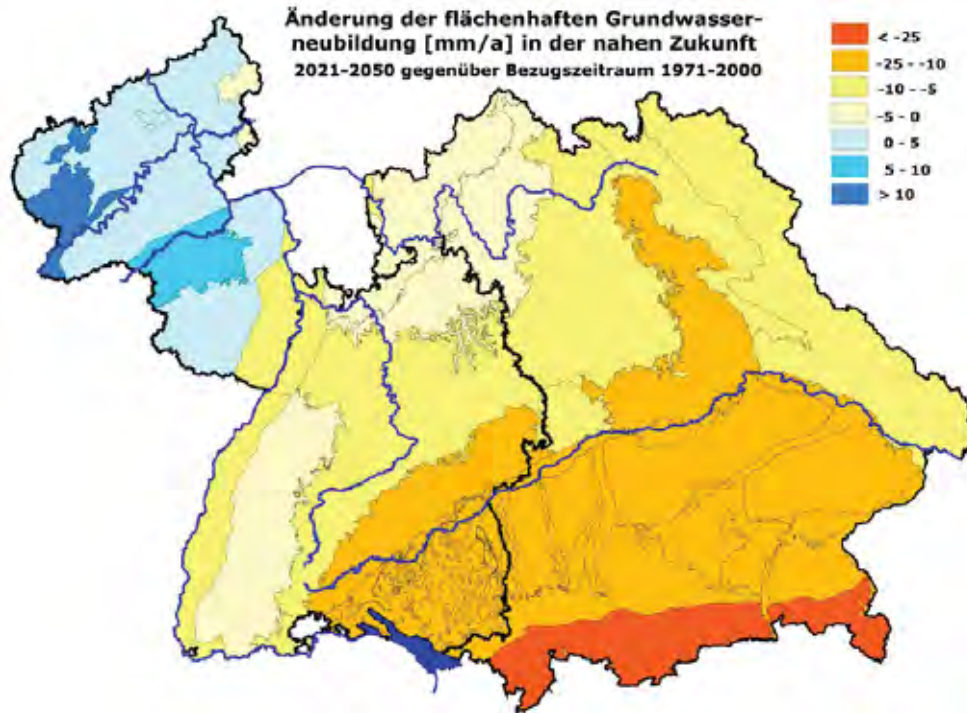 Änderung der flächenhaften Grundwasser-
neubildung [mm/a] in der nahen Zukunft
2021-2050 gegenüber Bezugszeitraum 1971-2000
< -25
-25 - -10
-10 - -5
-5 - 0
0 - 5
5 - 10
> 10